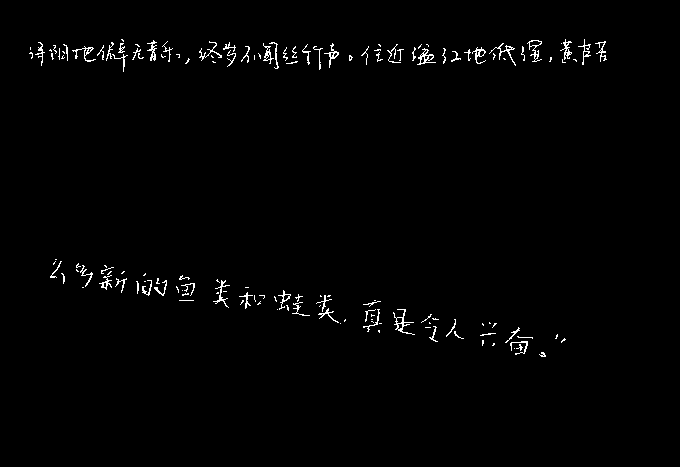 浔阳地僻无音乐，终岁不闻丝竹声。住近湓江地低湿，黄芦苦
么多新的鱼类和蛙类，真是令人兴奋。”